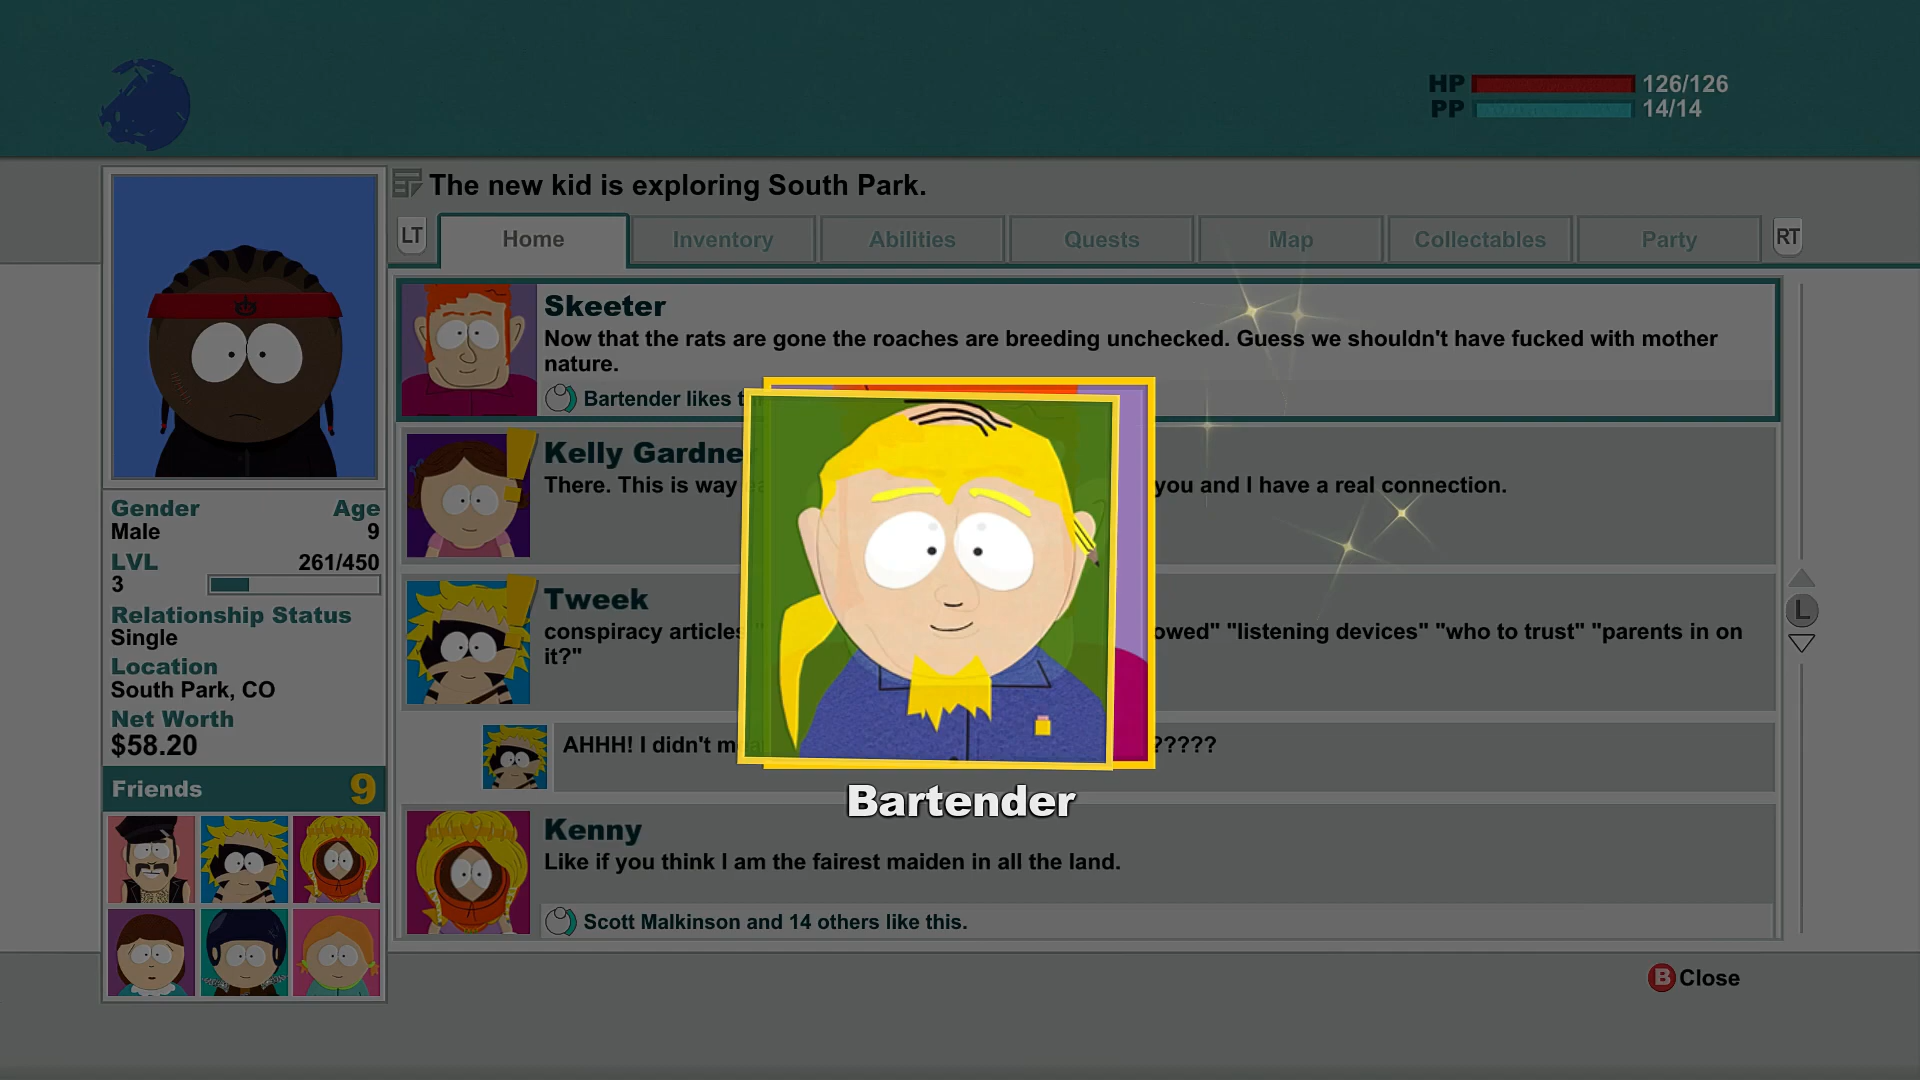 HP 126/126
PP 14/14
The new kid is exploring South Park.
LT Home Inventory Abilities Quests Map Collectables Party RT
Skeeter
Now that the rats are gone the roaches are breeding unchecked. Guess we shouldn't have fucked with mother
nature.
Bartender likes
Kelly
There. This is way you and I have a real connection.
Tweek
conspiracy articles "listening devices" "who to trust" "parents in on
it?"
AHHH! I didn't ?????
Kenny
Like if you think I am the fairest maiden in all the land.
Scott Malkinson and 14 others like this.
Bartender
Gender Age
Male 9
LVL 261/450
3
Relationship Status
Single
Location
South Park, CO
Net Worth
$58.20
Friends 9
L
B Close